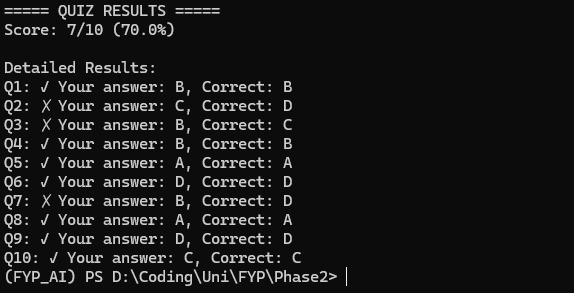 ===== QUIZ RESULTS =====
Score: 7/10 (70.0%)
Detailed Results:
Q1: ✓ Your answer: B, Correct: B
Q2: ✗ Your answer: C, Correct: D
Q3: ✗ Your answer: B, Correct: C
Q4: ✓ Your answer: B, Correct: B
Q5: ✓ Your answer: A, Correct: A
Q6: ✓ Your answer: D, Correct: D
Q7: ✗ Your answer: B, Correct: D
Q8: ✓ Your answer: A, Correct: A
Q9: ✓ Your answer: D, Correct: D
Q10: ✓ Your answer: C, Correct: C
(FYP_AI) PS D:\Coding\Uni\FYP\Phase2>